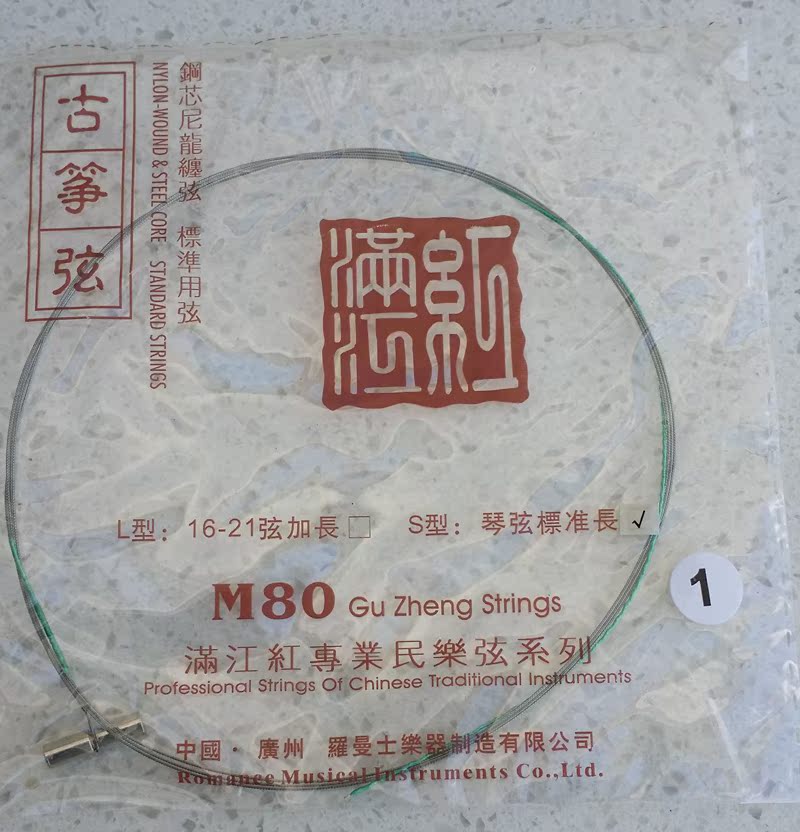 古箏弦
鋼芯尼龍纏弦 標準用弦
NYLON-WOUND & STEEL CORE STANDARD STRINGS
滿江紅
L型：16-21弦加長□ S型：琴弦標准長 √
1
M80 Gu Zheng Strings
滿江紅專業民樂弦系列
Professional Strings Of Chinese Traditional Instruments
中國·廣州 羅曼士樂器制造有限公司
Romance Musical Instruments Co.,Ltd.